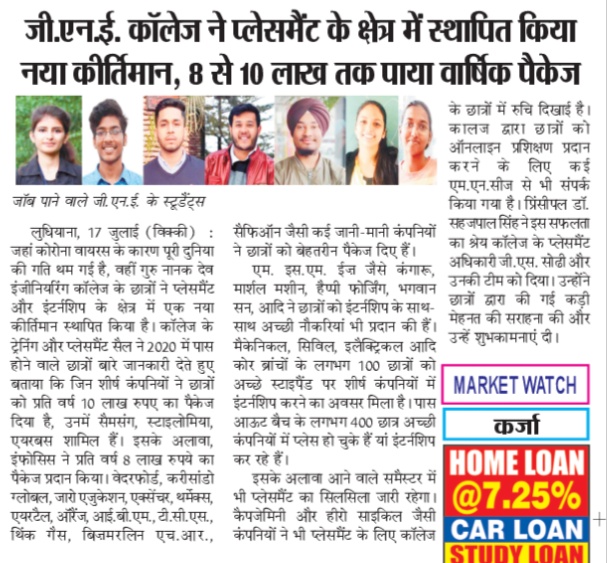 जी.एन.ई. कॉलेज ने प्लेसमैंट के क्षेत्र में स्थापित किया
नया कीर्तिमान, 8 से 10 लाख तक पाया वार्षिक पैकेज
जॉब पाने वाले जी.एन.ई. के स्टूडैंट्स
लुधियाना, 17 जुलाई (विक्की) :
जहां कोरोना वायरस के कारण पूरी दुनिया
की गति थम गई है, वहीं गुरु नानक देव
इंजीनियरिंग कॉलेज के छात्रों ने प्लेसमैंट
और इंटर्नशिप के क्षेत्र में एक नया
कीर्तिमान स्थापित किया है। कॉलेज के
ट्रेनिंग और प्लेसमैंट सैल ने 2020 में पास
होने वाले छात्रों बारे जानकारी देते हुए
बताया कि जिन शीर्ष कंपनियों ने छात्रों
को प्रति वर्ष 10 लाख रुपए का पैकेज
दिया है, उनमें सैमसंग, स्टाइलोमिया,
एयरबस शामिल हैं। इसके अलावा,
इंफोसिस ने प्रति वर्ष 8 लाख रुपये का
पैकेज प्रदान किया। वेदरफोर्ड, करीसांडो
ग्लोबल, जारो एजुकेशन, एक्सेंचर, थर्मेक्स,
एयरटैल, ऑरैंज, आई.बी.एम., टी.सी.एस.,
थिंक गैस, बिज़मरलिन एच.आर.,
सैफिऑन जैसी कई जानी-मानी कंपनियों
ने छात्रों को बेहतरीन पैकेज दिए हैं।
एम. इस.एम. ईज जैसे कंगारू,
मार्शल मशीन, हैप्पी फोर्जिंग, भगवान
सन, आदि ने छात्रों को इंटर्नशिप के साथ-
साथ अच्छी नौकरियां भी प्रदान की हैं।
मैकेनिकल, सिविल, इलैक्ट्रिकल आदि
कोर ब्रांचों के लगभग 100 छात्रों को
अच्छे स्टाइपैंड पर शीर्ष कंपनियों में
इंटर्नशिप करने का अवसर मिला है। पास
आऊट बैच के लगभग 400 छात्र अच्छी
कंपनियों में प्लेस हो चुके हैं यां इंटर्नशिप
कर रहे हैं।
इसके अलावा आने वाले समैस्टर में
भी प्लेसमैंट का सिलसिला जारी रहेगा।
कैपजेमिनी और हीरो साइकिल जैसी
कंपनियों ने भी प्लेसमैंट के लिए कॉलेज
के छात्रों में रुचि दिखाई है।
कालज द्वारा छात्रों को
ऑनलाइन प्रशिक्षण प्रदान
करने के लिए कई
एम.एन.सीज से भी संपर्क
किया गया है। प्रिंसीपल डॉ.
सहजपाल सिंह ने इस सफलता
का श्रेय कॉलेज के प्लेसमैंट
अधिकारी जी.एस. सोढी और
उनकी टीम को दिया। उन्होंने
छात्रों द्वारा की गई कड़ी
मेहनत की सराहना की और
उन्हें शुभकामनाएं दी।
MARKET WATCH
कर्जा
HOME LOAN
@7.25%
CAR LOAN
STUDY LOAN